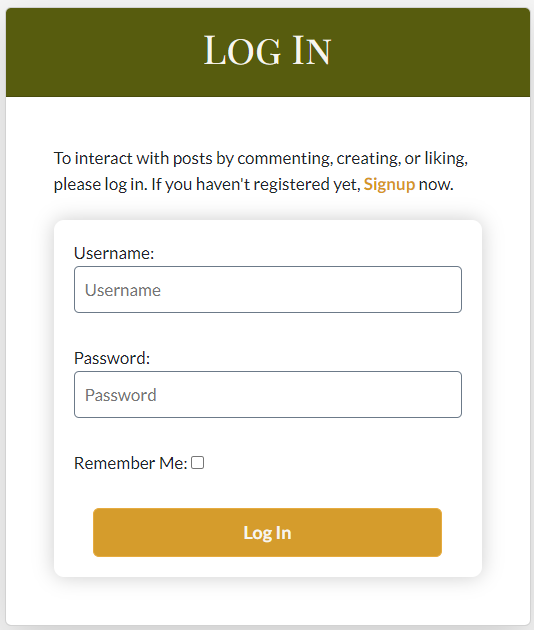 Log In
To interact with posts by commenting, creating, or liking,
please log in. If you haven't registered yet, Signup now.
Username:
Username
Password:
Password
Remember Me:
Log In